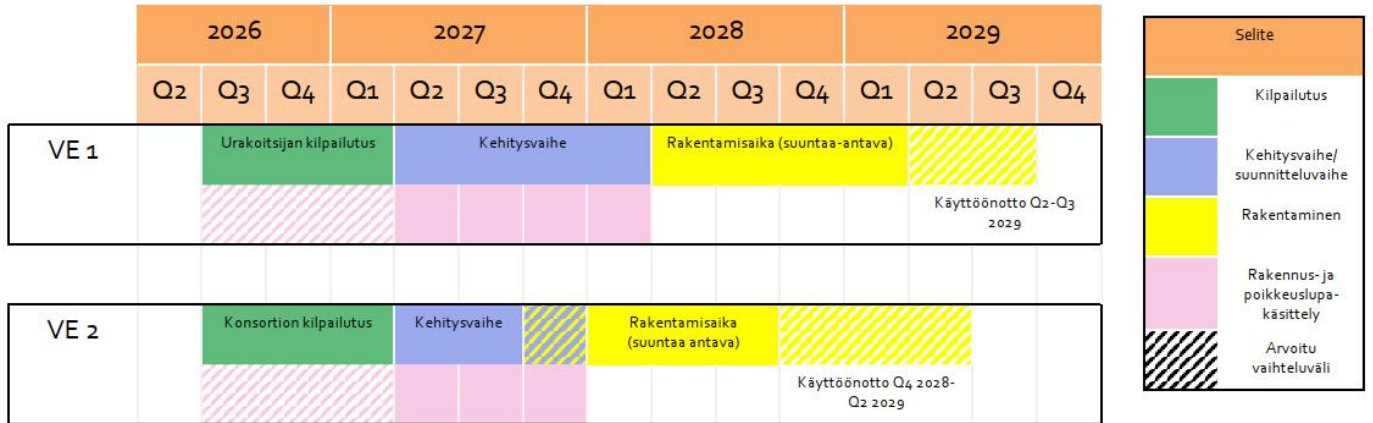 2026 2027 2028 2029
Q2 Q3 Q4 Q1 Q2 Q3 Q4 Q1 Q2 Q3 Q4 Q1 Q2 Q3 Q4
VE 1
Urakoitsijan kilpailutus
Kehitysvaihe
Rakentamisaika (suuntaa-antava)
Käyttöönotto Q2-Q3
2029
VE 2
Konsortion kilpailutus
Kehitysvaihe
Rakentamisaika
(suuntaa antava)
Käyttöönotto Q4 2028-
Q2 2029
Selite
Kilpailutus
Kehitysvaihe/
suunnitteluvaihe
Rakentaminen
Rakennus- ja
poikkeuslupa-
käsittely
Arvoitu
vaihteluväli